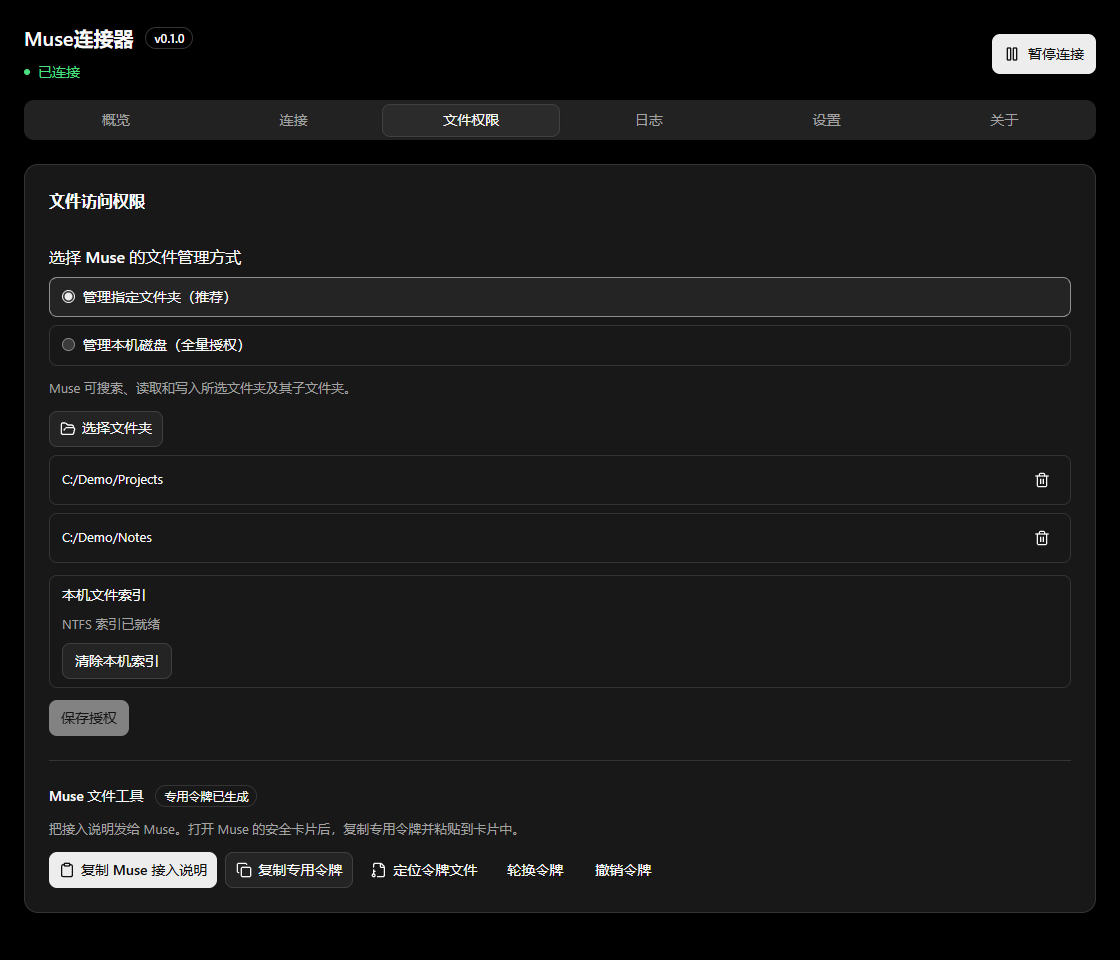 Muse连接器 v0.1.0
已连接
暂停连接
概览 连接 文件权限 日志 设置 关于
文件访问权限
选择 Muse 的文件管理方式
管理指定文件夹（推荐）
管理本机磁盘（全量授权）
Muse 可搜索、读取和写入所选文件夹及其子文件夹。
选择文件夹
C:/Demo/Projects
C:/Demo/Notes
本机文件索引
NTFS 索引已就绪
清除本机索引
保存授权
Muse 文件工具 专用令牌已生成
把接入说明发给 Muse。打开 Muse 的安全卡片后，复制专用令牌并粘贴到卡片中。
复制 Muse 接入说明 复制专用令牌 定位令牌文件 轮换令牌 撤销令牌